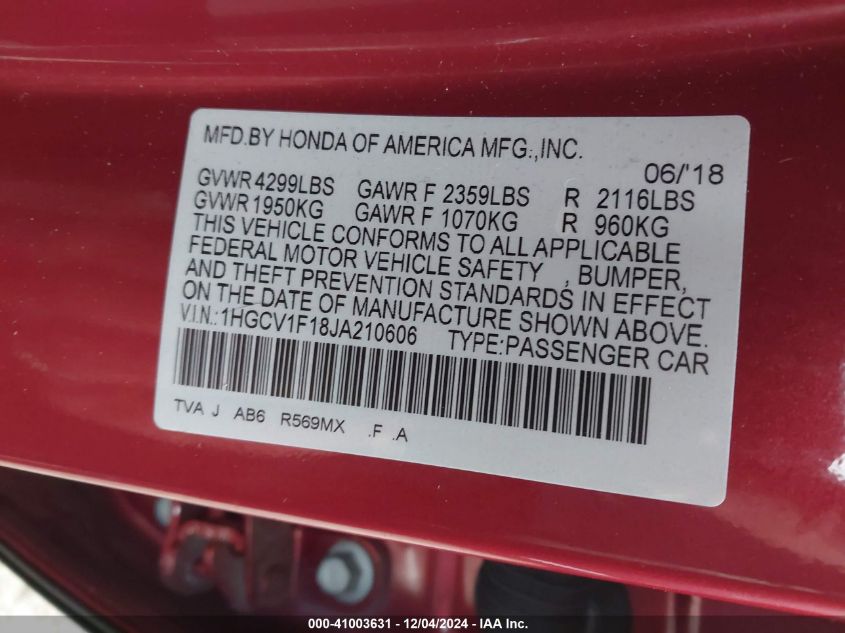 MFD.BY HONDA OF AMERICA MFG.,INC.
06/'18
GVWR 4299LBS GAWR F 2359LBS R 2116LBS
GVWR 1950KG GAWR F 1070KG R 960KG
THIS VEHICLE CONFORMS TO ALL APPLICABLE
FEDERAL MOTOR VEHICLE SAFETY , BUMPER,
AND THEFT PREVENTION STANDARDS IN EFFECT
ON THE DATE OF MANUFACTURE SHOWN ABOVE.
V.I.N.:1HGCV1F18JA210606 TYPE:PASSENGER CAR
TVA J AB6 R569MX .F .A
000-41003631 - 12/04/2024 - IAA Inc.